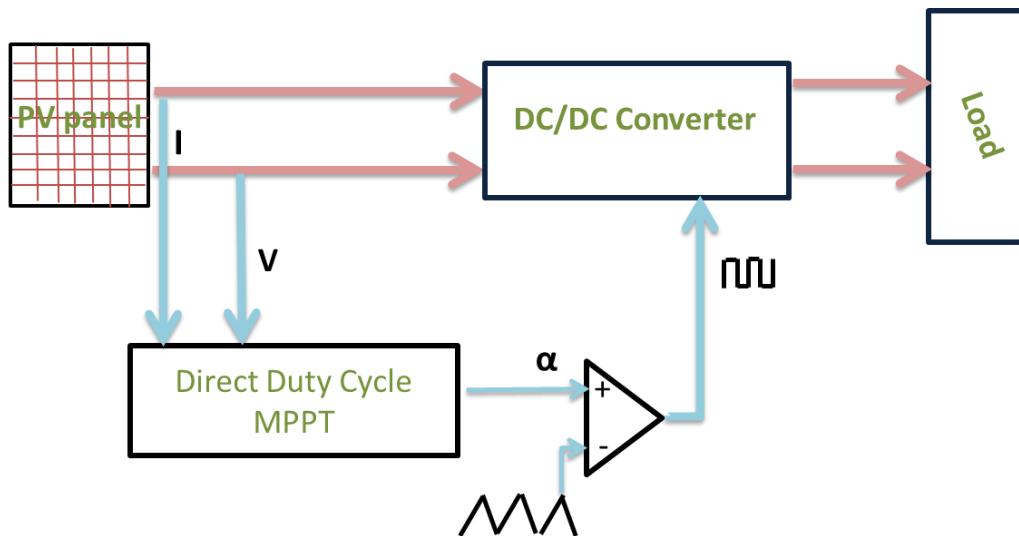 PV panel
I
DC/DC Converter
Load
V
Direct Duty Cycle
MPPT
α
+
-